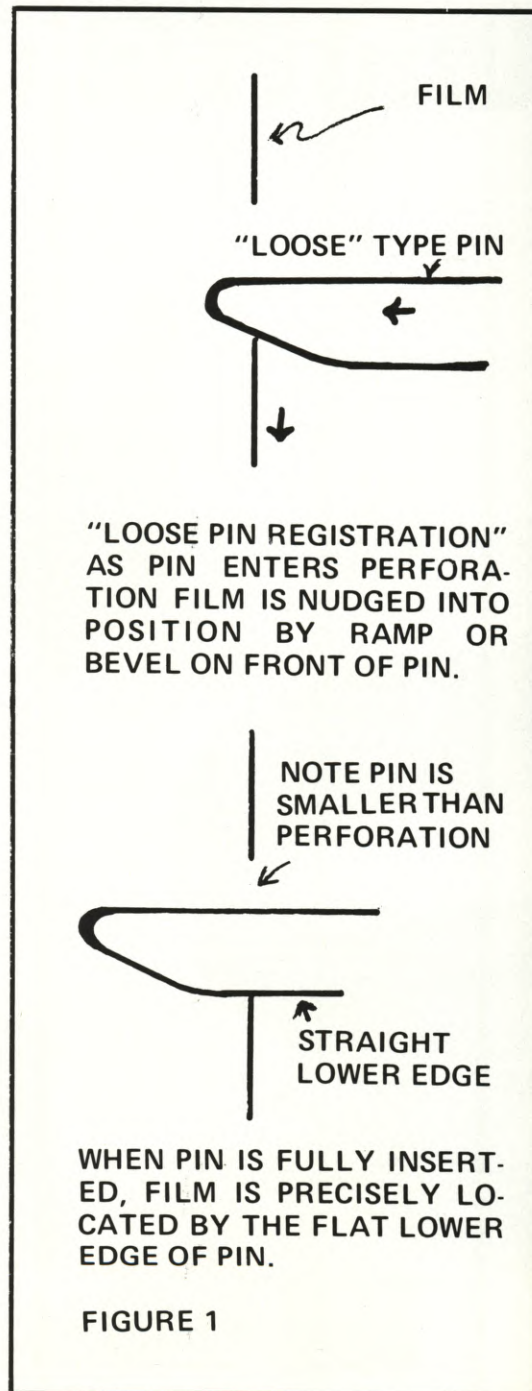 FILM
"LOOSE" TYPE PIN
"LOOSE PIN REGISTRATION"
AS PIN ENTERS PERFORA-
TION FILM IS NUDGED INTO
POSITION BY RAMP OR
BEVEL ON FRONT OF PIN.
NOTE PIN IS
SMALLER THAN
PERFORATION
STRAIGHT
LOWER EDGE
WHEN PIN IS FULLY INSERT-
ED, FILM IS PRECISELY LO-
CATED BY THE FLAT LOWER
EDGE OF PIN.
FIGURE 1